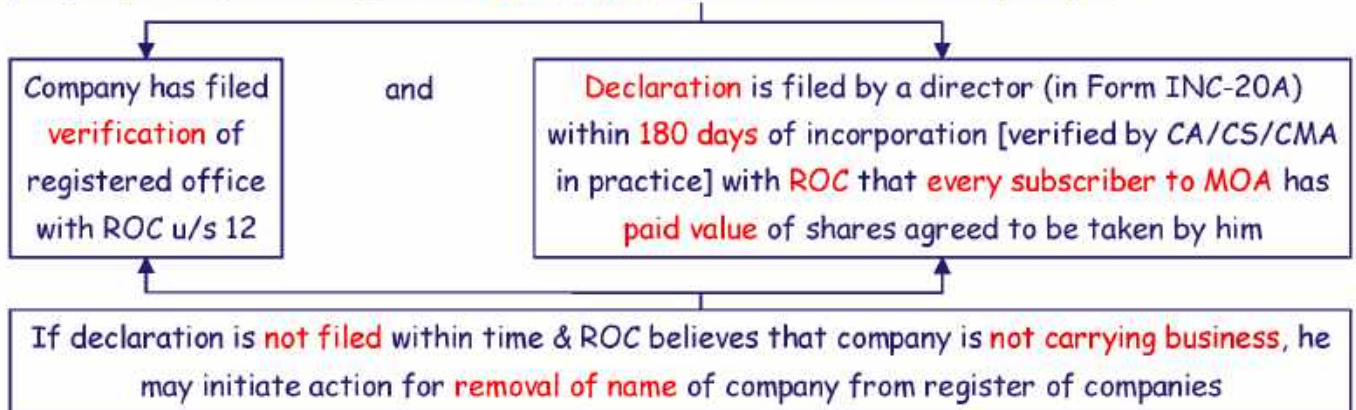 Company has filed
verification of
registered office
with ROC u/s 12
and
Declaration is filed by a director (in Form INC-20A)
within 180 days of incorporation [verified by CA/CS/CMA
in practice] with ROC that every subscriber to MOA has
paid value of shares agreed to be taken by him
If declaration is not filed within time & ROC believes that company is not carrying business, he
may initiate action for removal of name of company from register of companies